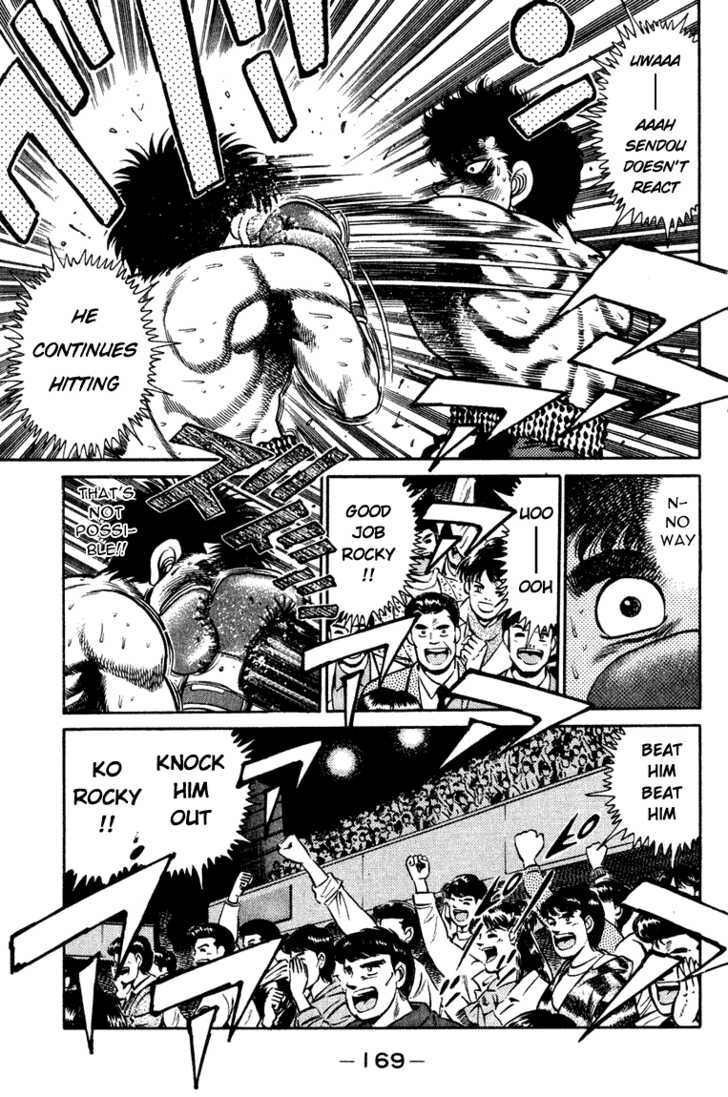 UWAAA
—
AAAH
SENDOU
DOESN'T
REACT
HE
CONTINUES
HITTING
N-
NO
WAY
UOO
—
OOH
GOOD
JOB
ROCKY
!!
THAT'S
NOT
POSSI-
BLE!!
BEAT
HIM
BEAT
HIM
KNOCK
HIM
OUT
KO
ROCKY
!!
— 169 —